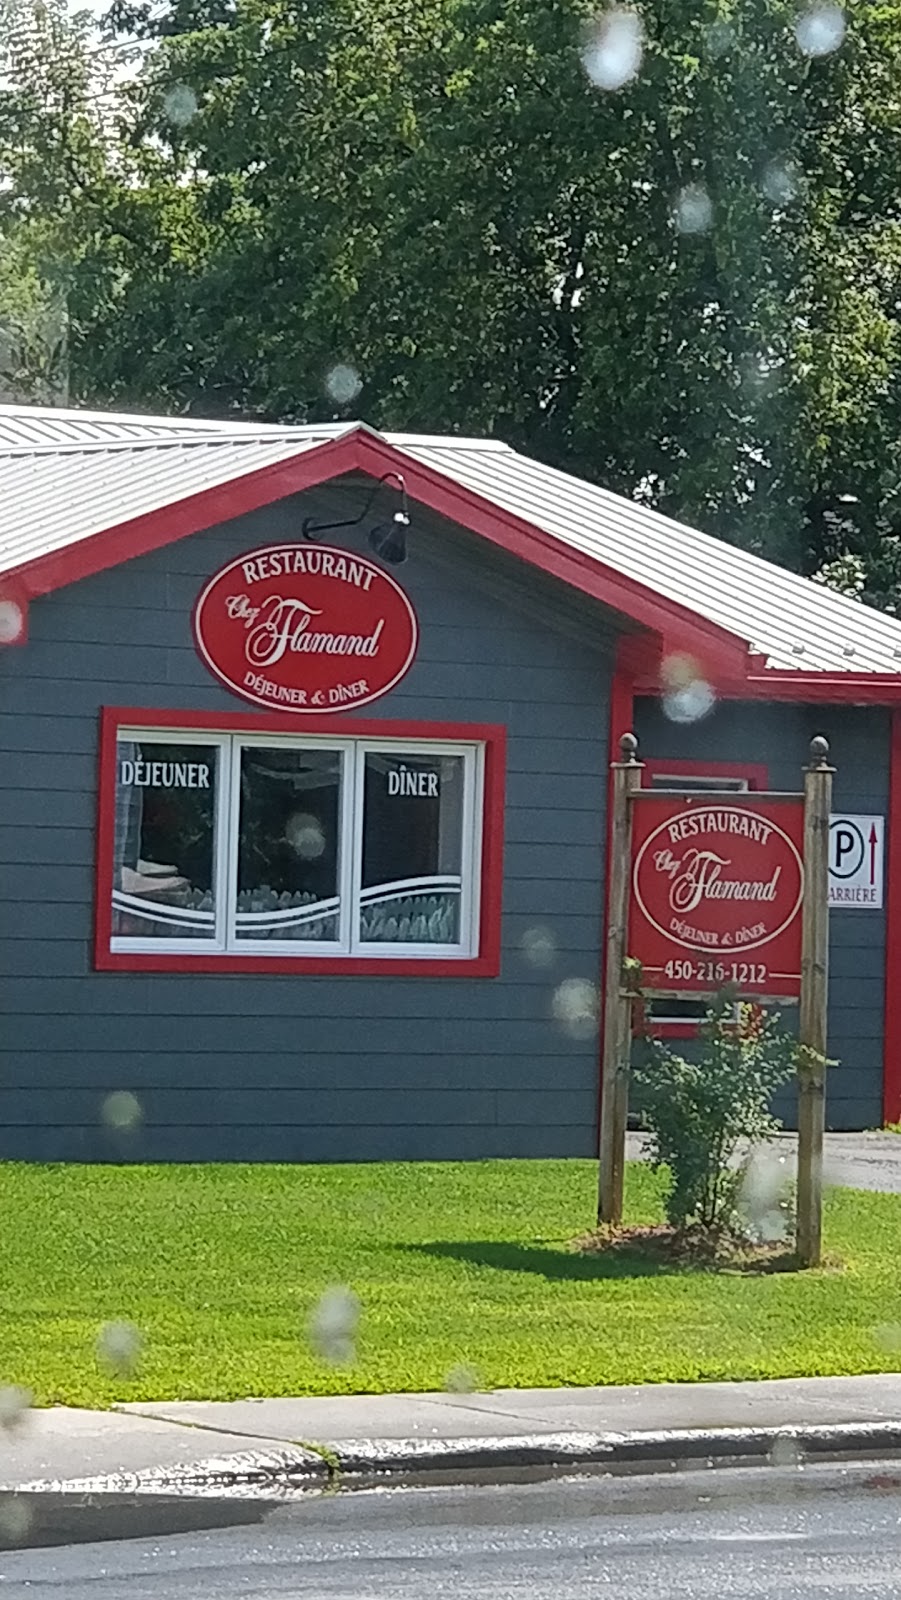 RESTAURANT
Chez Flamand
DÉJEUNER & DÎNER
DÉJEUNER
DÎNER
RESTAURANT
Chez Flamand
DÉJEUNER & DÎNER
450-216-1212
P
ARRIÈRE